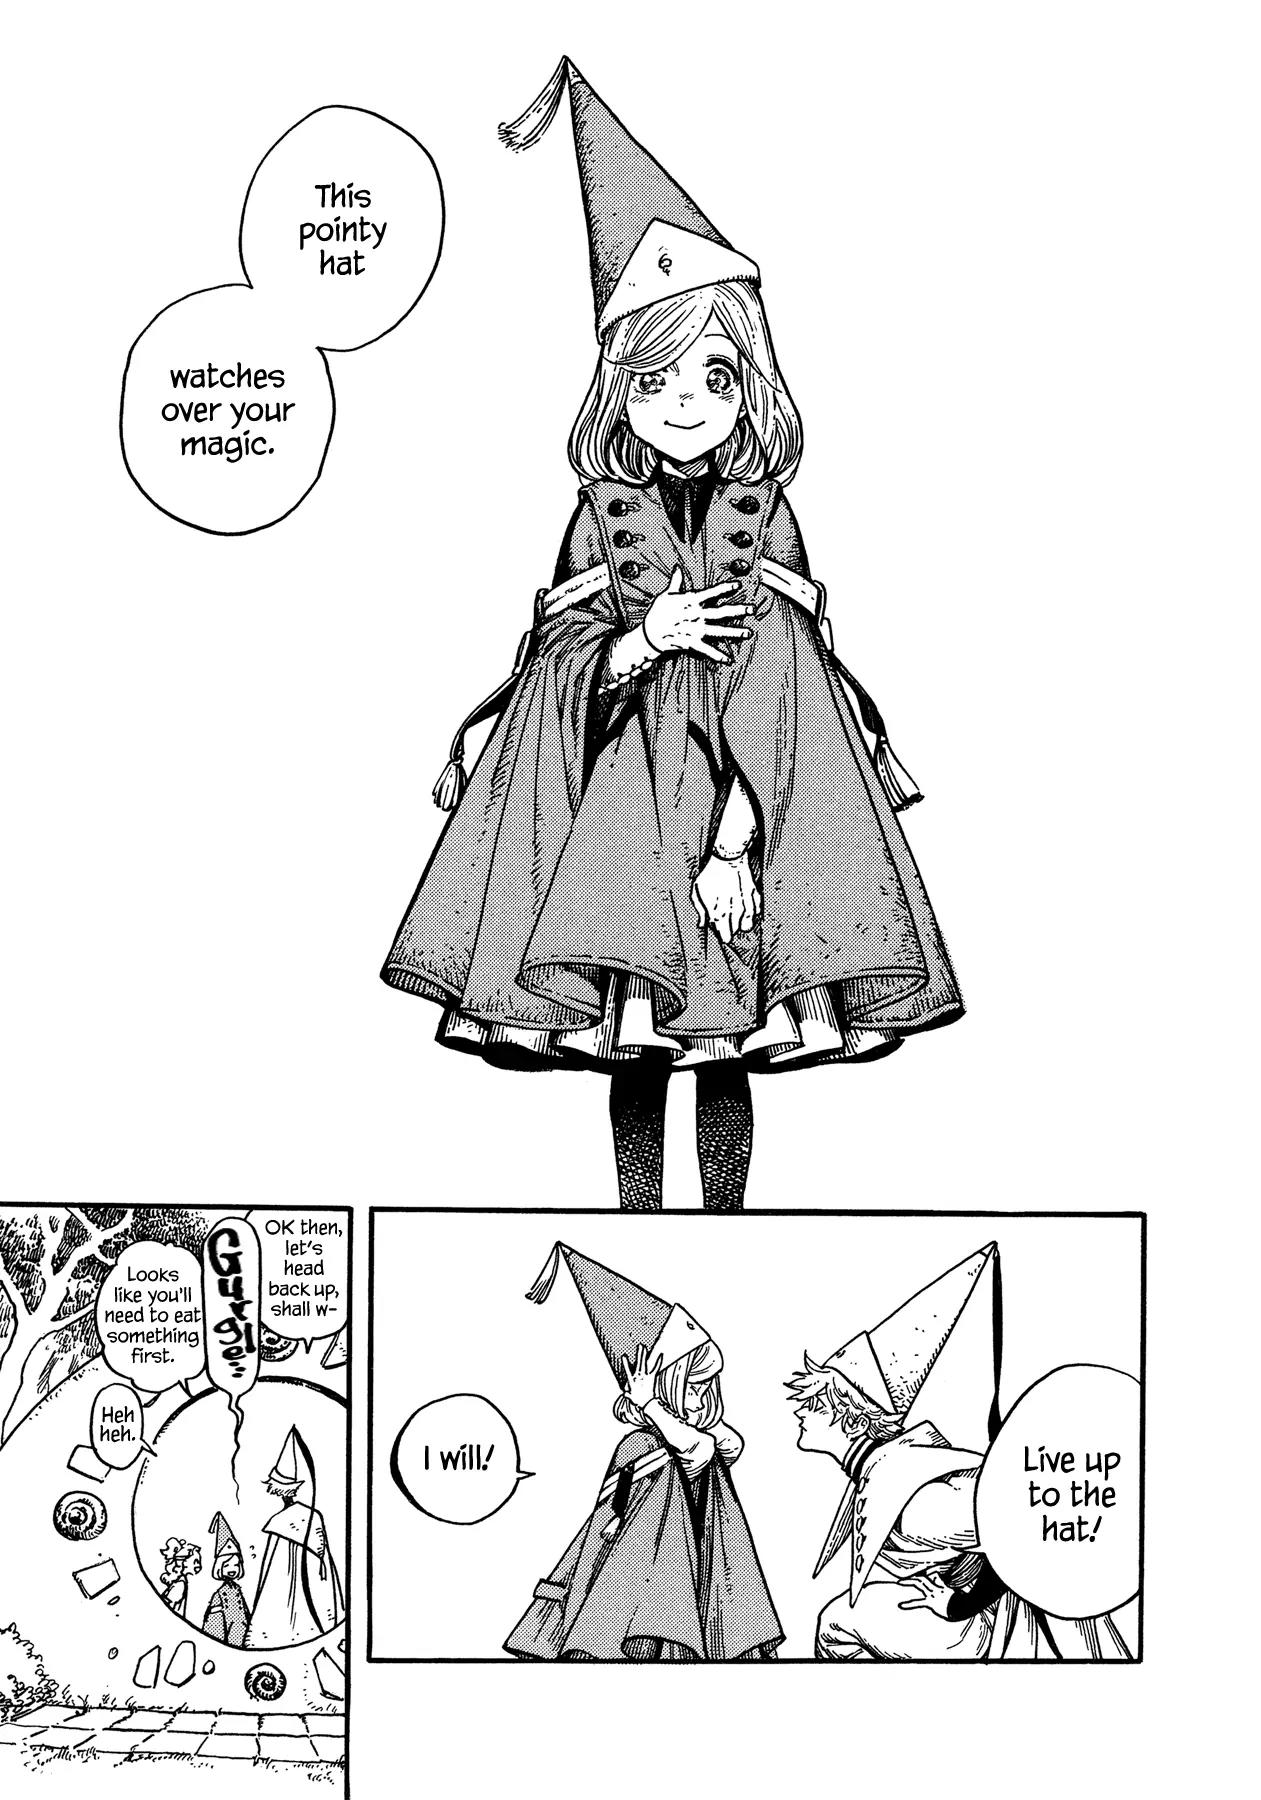 This
pointy
hat
watches
over your
magic.
Live up
to the
hat!
I will!
OK then,
let's
head
back up,
shall w-
Gurgle...
Looks
like you'll
need to eat
something
first.
Heh
heh.